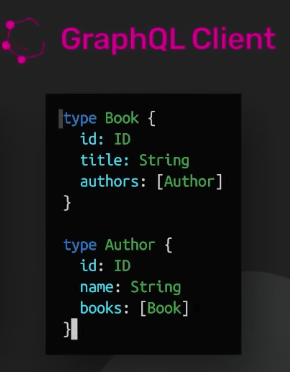 GraphQL Client
type Book {
  id: ID
  title: String
  authors: [Author]
}

type Author {
  id: ID
  name: String
  books: [Book]
}